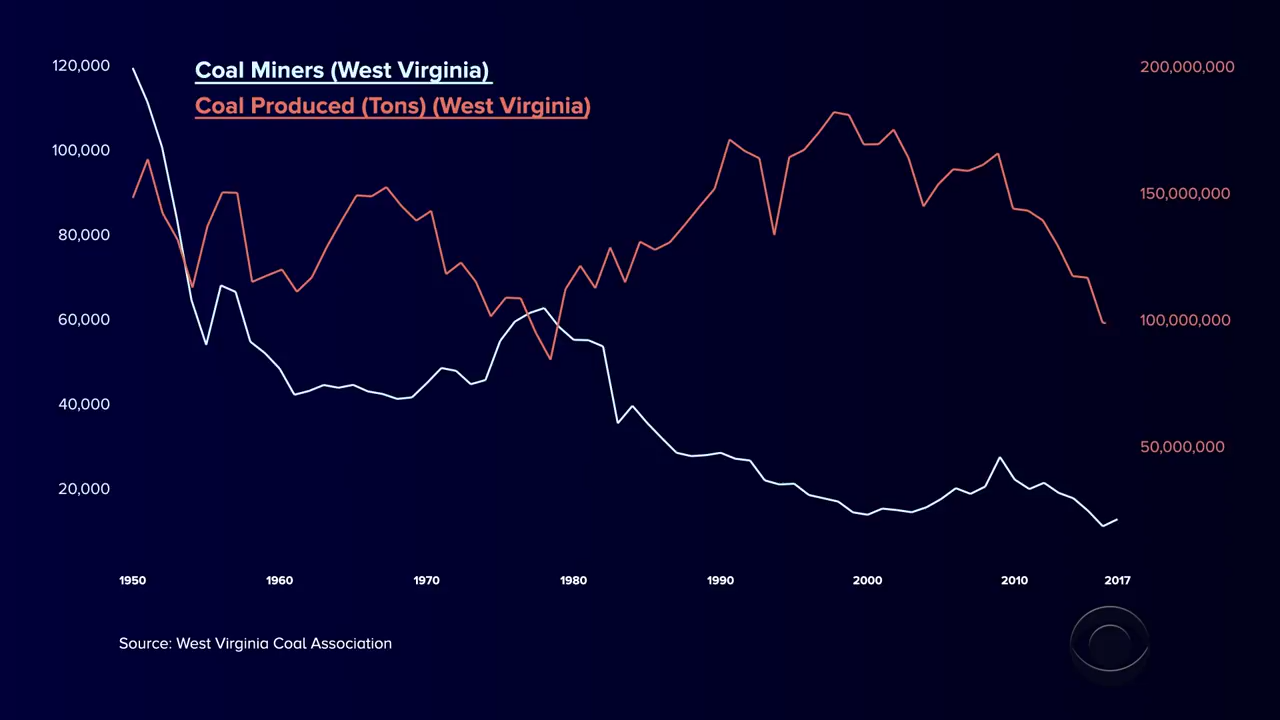 Coal Miners (West Virginia)
Coal Produced (Tons) (West Virginia)
120,000
100,000
80,000
60,000
40,000
20,000
200,000,000
150,000,000
100,000,000
50,000,000
1950 1960 1970 1980 1990 2000 2010 2017
Source: West Virginia Coal Association